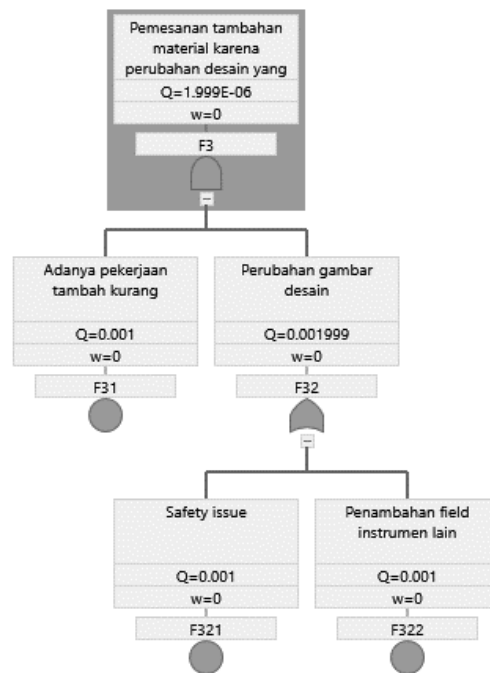 Pemesanan tambahan
material karena
perubahan desain yang
Q=1.999E-06
w=0
F3
Adanya pekerjaan
tambah kurang
Q=0.001
w=0
F31
Perubahan gambar
desain
Q=0.001999
w=0
F32
Safety issue
Q=0.001
w=0
F321
Penambahan field
instrumen lain
Q=0.001
w=0
F322